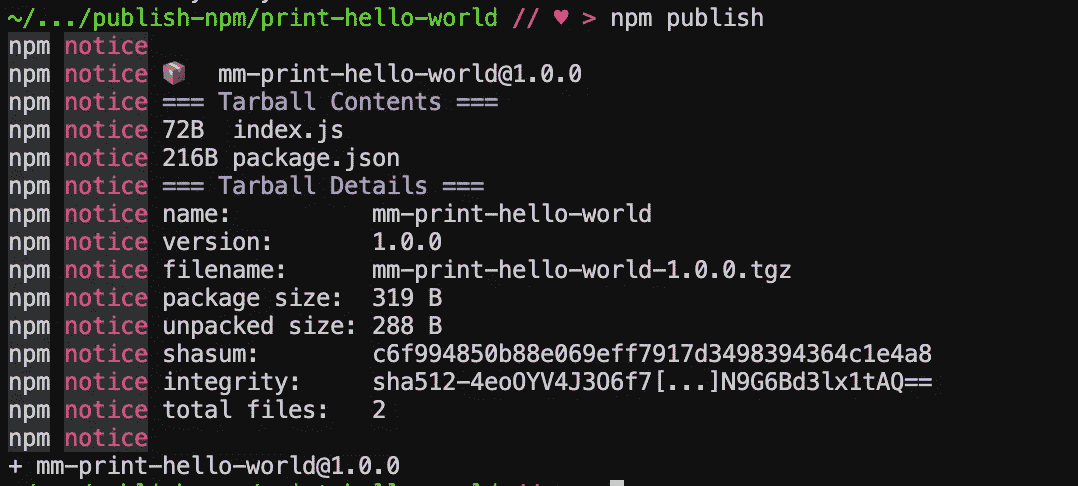 ~/.../publish-npm/print-hello-world // ♥ > npm publish
npm notice
npm notice 📦 mm-print-hello-world@1.0.0
npm notice === Tarball Contents ===
npm notice 72B index.js
npm notice 216B package.json
npm notice === Tarball Details ===
npm notice name: mm-print-hello-world
npm notice version: 1.0.0
npm notice filename: mm-print-hello-world-1.0.0.tgz
npm notice package size: 319 B
npm notice unpacked size: 288 B
npm notice shasum: c6f994850b88e069eff7917d3498394364c1e4a8
npm notice integrity: sha512-4eoOYV4J3O6f7[...]N9G6Bd3lx1tAQ==
npm notice total files: 2
npm notice
+ mm-print-hello-world@1.0.0